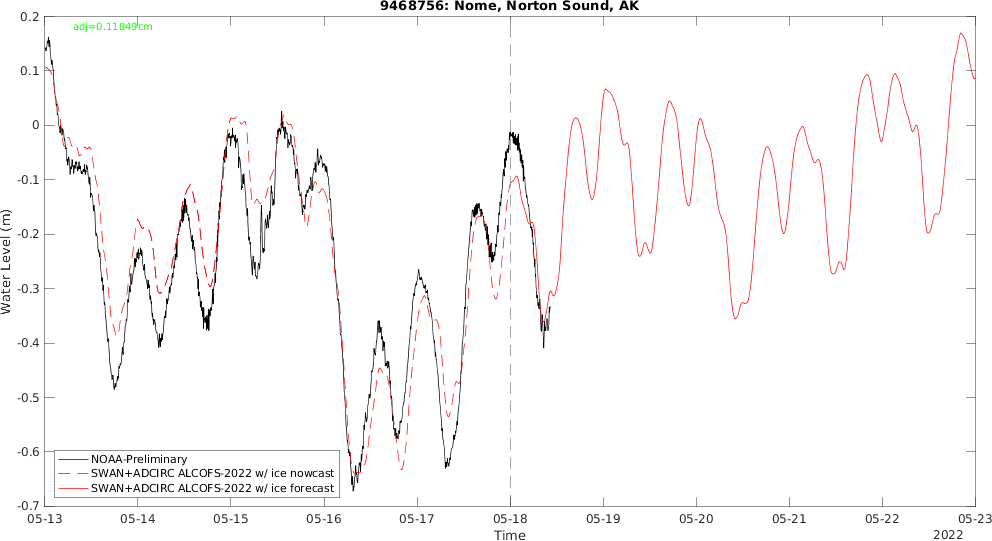 9468756: Nome, Norton Sound, AK
adj=0.11849cm
0.2
0.1
0
-0.1
-0.2
-0.3
-0.4
-0.5
-0.6
-0.7
Water Level (m)
NOAA-Preliminary
SWAN+ADCIRC ALCOFS-2022 w/ ice nowcast
SWAN+ADCIRC ALCOFS-2022 w/ ice forecast
05-13 05-14 05-15 05-16 05-17 05-18 05-19 05-20 05-21 05-22 05-23
Time
2022